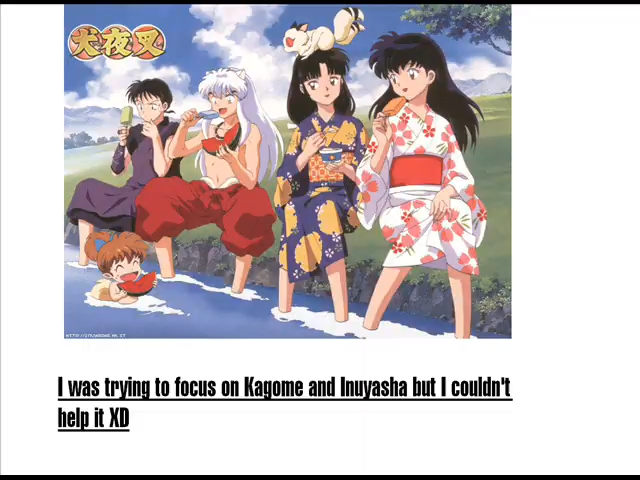 犬夜叉
I was trying to focus on Kagome and Inuyasha but I couldn't
help it XD